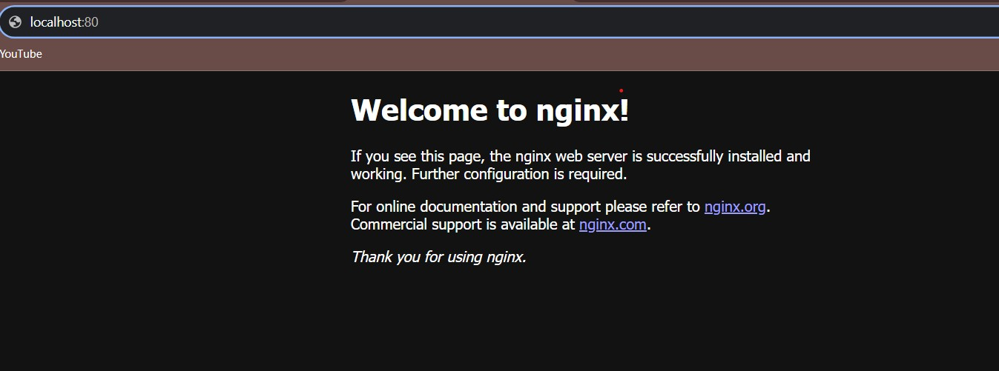 localhost:80
YouTube
Welcome to nginx!
If you see this page, the nginx web server is successfully installed and
working. Further configuration is required.
For online documentation and support please refer to nginx.org.
Commercial support is available at nginx.com.
Thank you for using nginx.